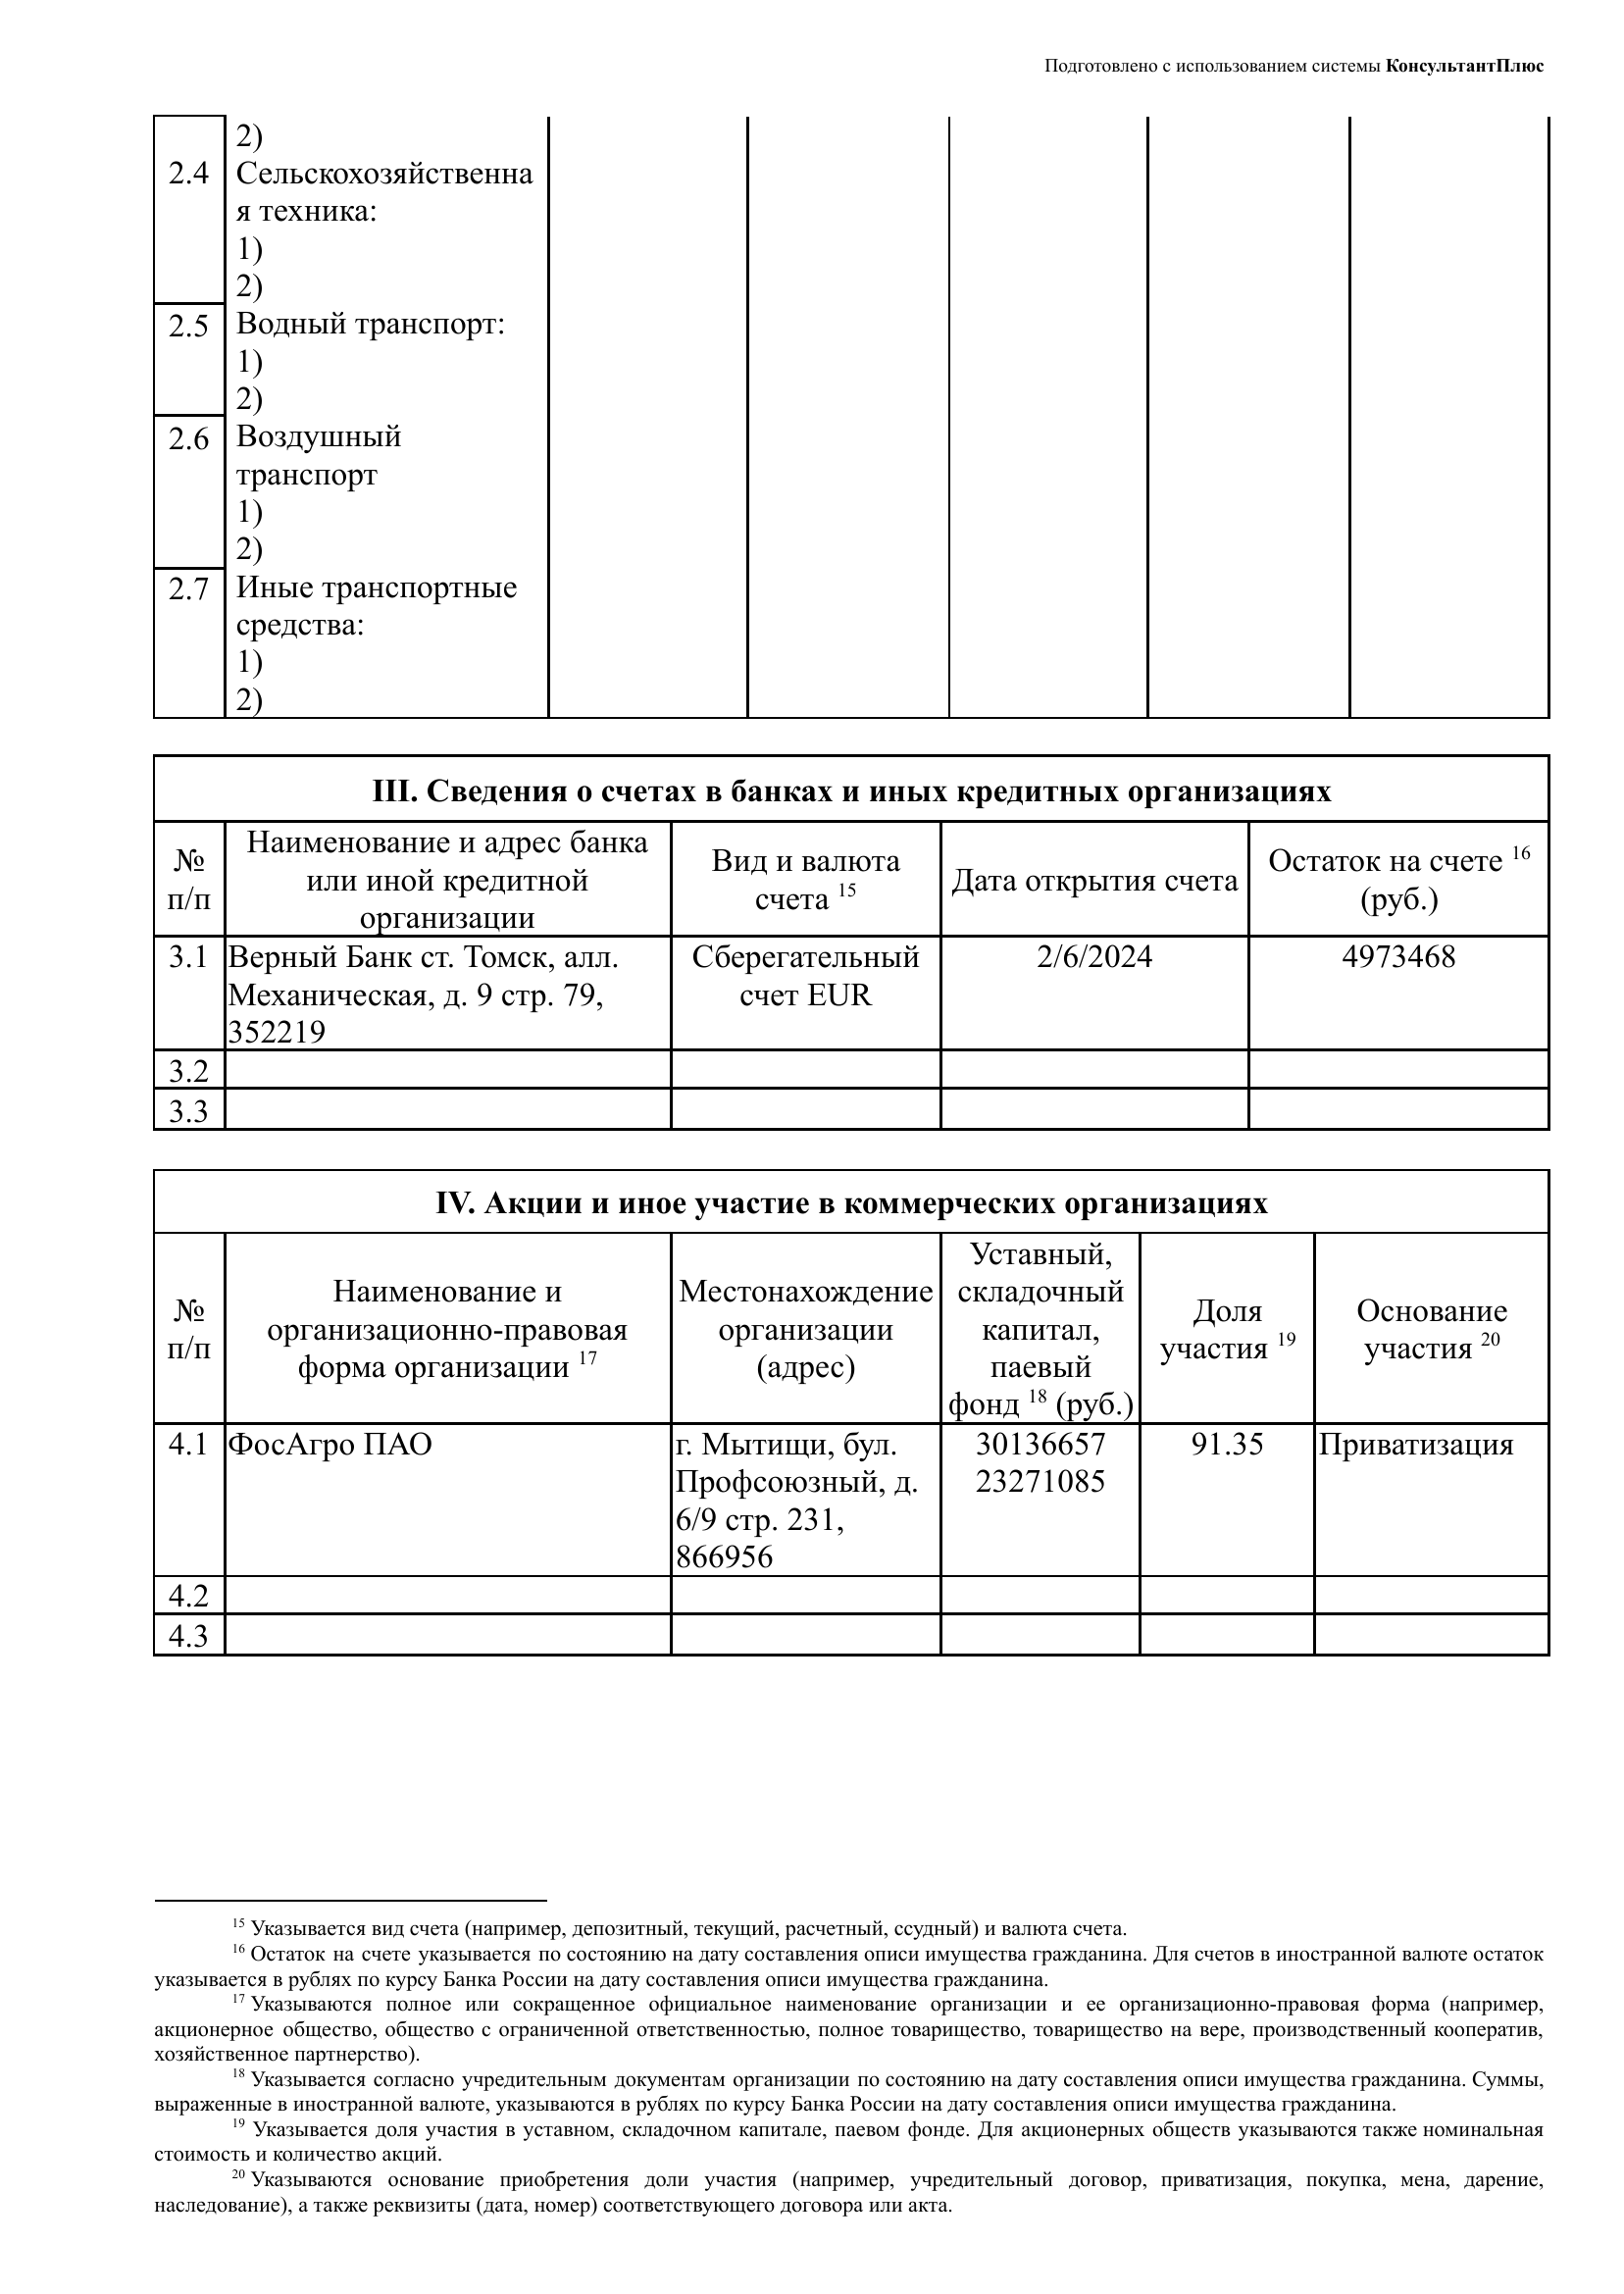 Подготовлено с использованием системы КонсультантПлюс
2)
2.4 Сельскохозяйственна
я техника:
1)
2)
2.5 Водный транспорт:
1)
2)
2.6 Воздушный
транспорт
1)
2)
2.7 Иные транспортные
средства:
1)
2)
III. Сведения о счетах в банках и иных кредитных организациях
№
п/п
Наименование и адрес банка
или иной кредитной
организации
Вид и валюта
счета 15
Дата открытия счета
Остаток на счете 16
(руб.)
3.1
Верный Банк ст. Томск, алл.
Механическая, д. 9 стр. 79,
352219
Сберегательный
счет EUR
2/6/2024
4973468
3.2
3.3
IV. Акции и иное участие в коммерческих организациях
№
п/п
Наименование и
организационно-правовая
форма организации 17
Местонахождение
организации
(адрес)
Уставный,
складочный
капитал,
паевый
фонд 18 (руб.)
Доля
участия 19
Основание
участия 20
4.1
ФосАгро ПАО
г. Мытищи, бул.
Профсоюзный, д.
6/9 стр. 231,
866956
30136657
23271085
91.35
Приватизация
4.2
4.3
15 Указывается вид счета (например, депозитный, текущий, расчетный, ссудный) и валюта счета.
16 Остаток на счете указывается по состоянию на дату составления описи имущества гражданина. Для счетов в иностранной валюте остаток
указывается в рублях по курсу Банка России на дату составления описи имущества гражданина.
17 Указываются полное или сокращенное официальное наименование организации и ее организационно-правовая форма (например,
акционерное общество, общество с ограниченной ответственностью, полное товарищество, товарищество на вере, производственный кооператив,
хозяйственное партнерство).
18 Указывается согласно учредительным документам организации по состоянию на дату составления описи имущества гражданина. Суммы,
выраженные в иностранной валюте, указываются в рублях по курсу Банка России на дату составления описи имущества гражданина.
19 Указывается доля участия в уставном, складочном капитале, паевом фонде. Для акционерных обществ указываются также номинальная
стоимость и количество акций.
20 Указываются основание приобретения доли участия (например, учредительный договор, приватизация, покупка, мена, дарение,
наследование), а также реквизиты (дата, номер) соответствующего договора или акта.